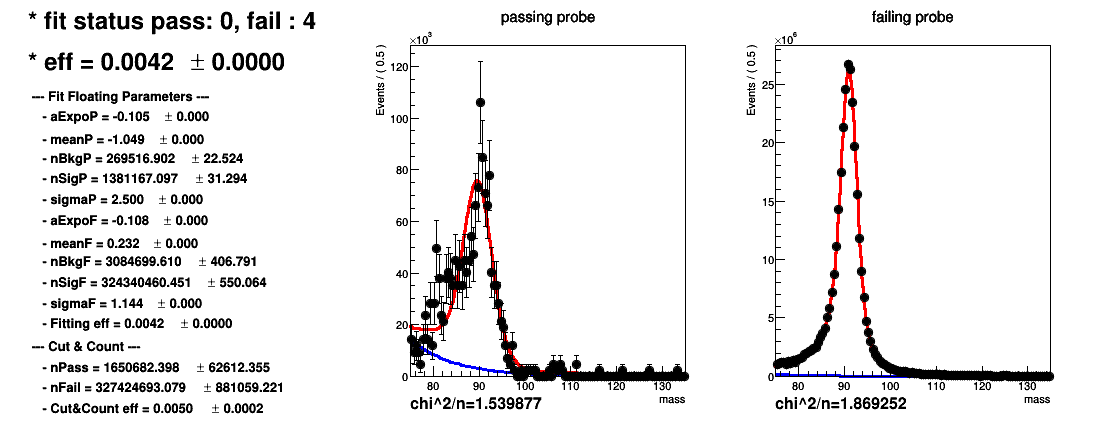 * fit status pass: 0, fail : 4
* eff = 0.0042 ± 0.0000
--- Fit Floating Parameters ---
- aExpoP = -0.105 ± 0.000
- meanP = -1.049 ± 0.000
- nBkgP = 269516.902 ± 22.524
- nSigP = 1381167.097 ± 31.294
- sigmaP = 2.500 ± 0.000
- aExpoF = -0.108 ± 0.000
- meanF = 0.232 ± 0.000
- nBkgF = 3084699.610 ± 406.791
- nSigF = 324340460.451 ± 550.064
- sigmaF = 1.144 ± 0.000
- Fitting eff = 0.0042 ± 0.0000
--- Cut & Count ---
- nPass = 1650682.398 ± 62612.355
- nFail = 327424693.079 ± 881059.221
- Cut&Count eff = 0.0050 ± 0.0002
passing probe
×10³
Events / ( 0.5 )
120
100
80
60
40
20
0
80 90 100 110 120 130
mass
chi^2/n=1.539877
failing probe
×10⁶
Events / ( 0.5 )
25
20
15
10
5
0
80 90 100 110 120 130
mass
chi^2/n=1.869252